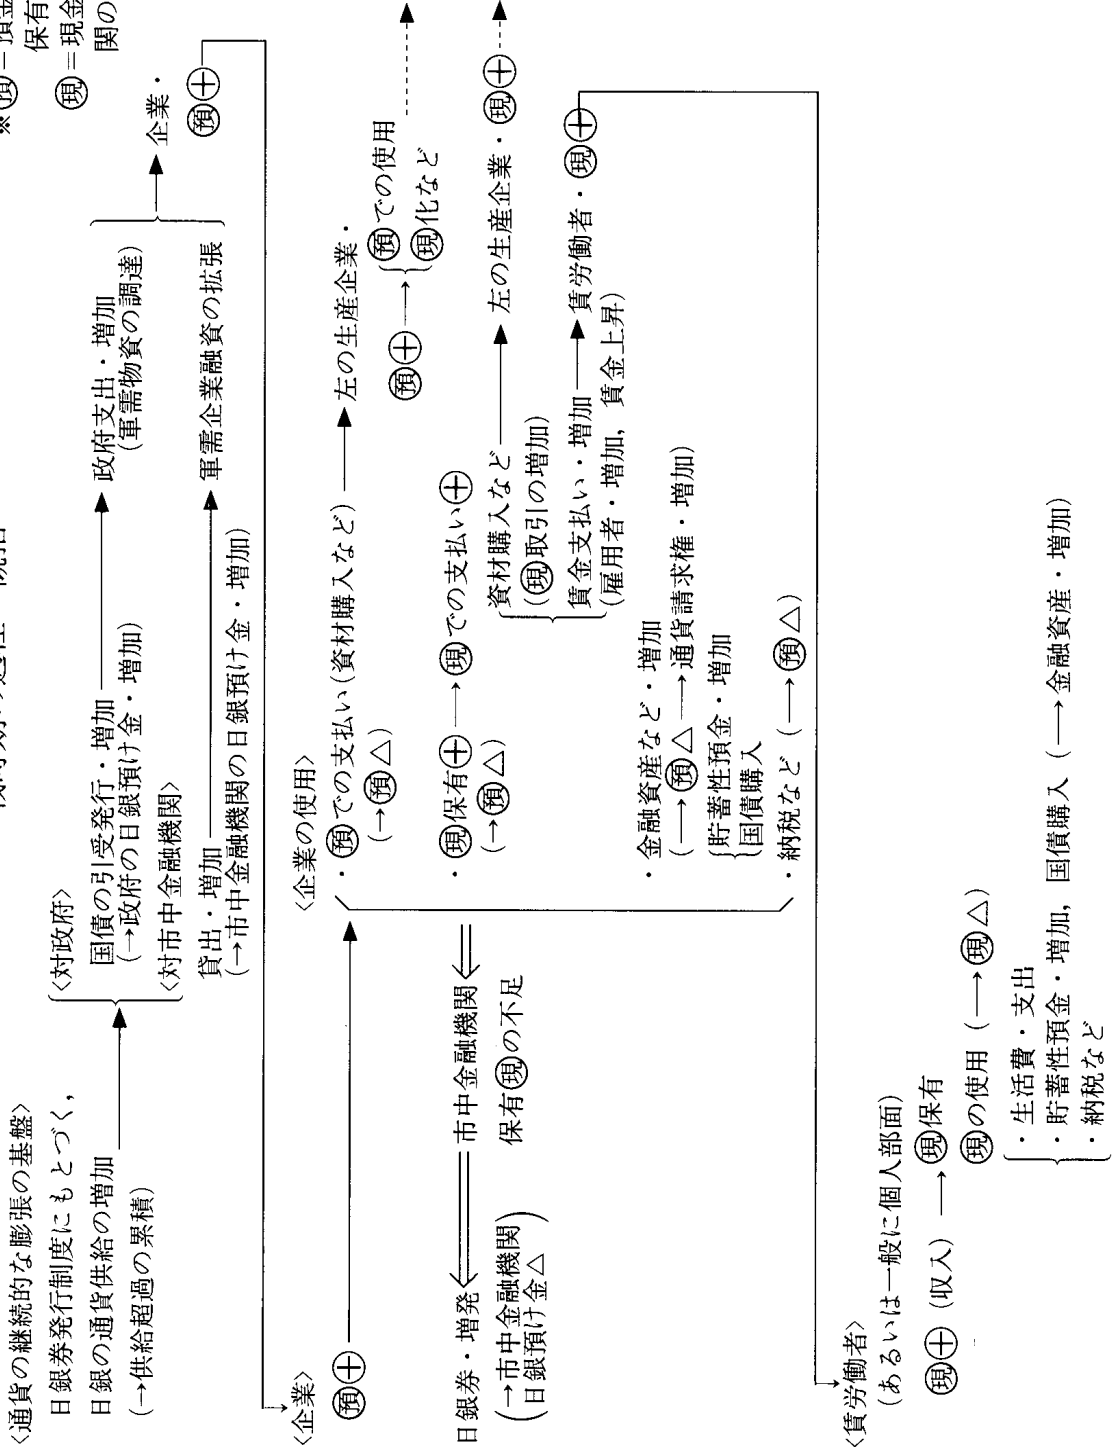 ※預=預金
保有
現=現金
関の
<通貨の継続的な膨張の基盤>
日銀券発行制度にもとづく,
日銀の通貨供給の増加
(→供給超過の累積)
<対政府>
国債の引受発行・増加 → 政府支出・増加
(→政府の日銀預け金・増加) (軍需物資の調達)
<対市中金融機関>
貸出・増加 → 軍需企業融資の拡張
(→市中金融機関の日銀預け金・増加)
→ 企業・
預+
<企業>
預+
<企業の使用>
・預での支払い(資材購入など) → 左の生産企業・
(→預△)
預+ → 預での使用
現化など
・現保有+ → 現での支払い+
(→預△)
資材購入など → 左の生産企業・現+
(現取引の増加)
賃金支払い・増加 → 賃労働者・現+
(雇用者・増加, 賃金上昇)
・金融資産など・増加
(→預△→通貨請求権・増加)
貯蓄性預金・増加
国債購入
・納税など (→預△)
日銀券・増発 ⇐ 市中金融機関 ⇐
(→市中金融機関 保有現の不足
日銀預け金△)
<賃労働者>
(あるいは一般に個人部面)
現+ (収入) → 現保有
現の使用 (→現△)
・生活費・支出
・貯蓄性預金・増加, 国債購入 (→金融資産・増加)
・納税など